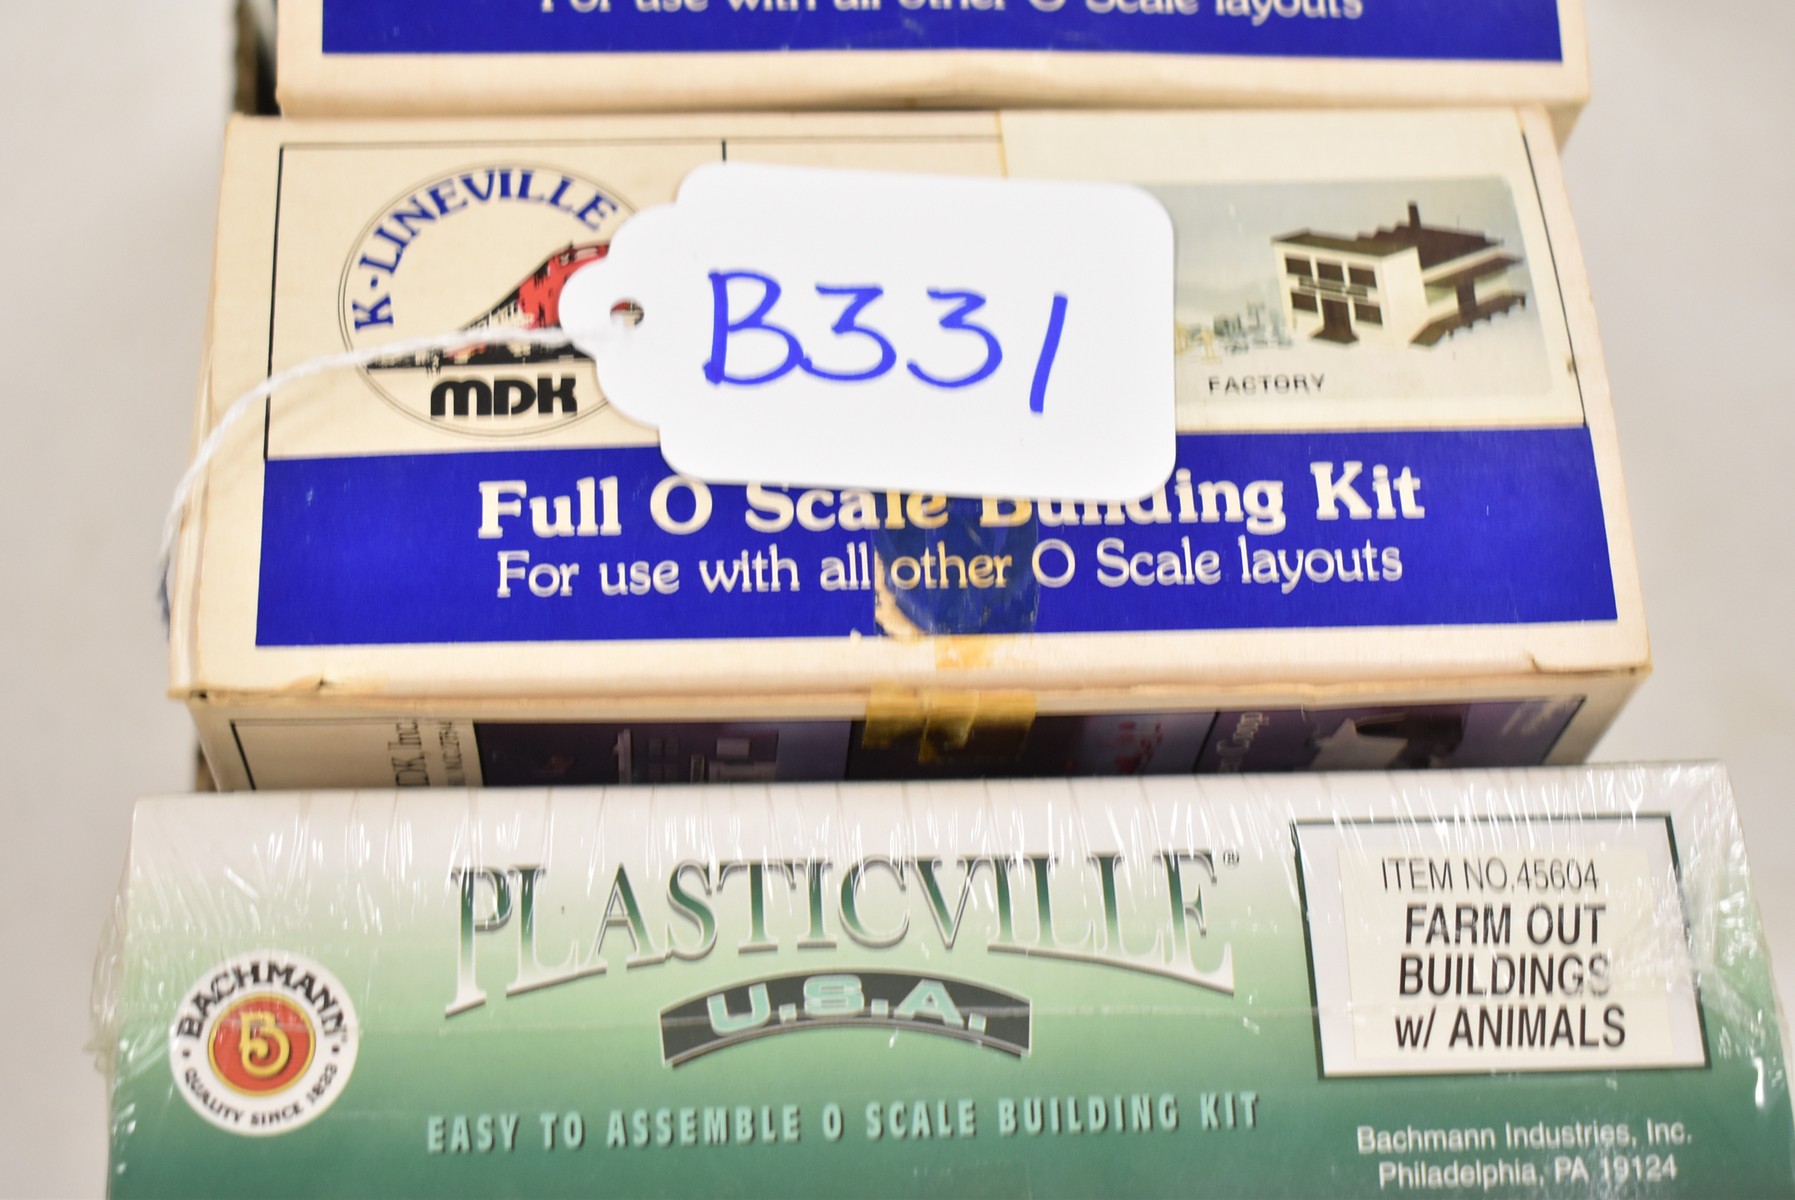 For use with all other O Scale layouts
K-LINEVILLE
MDK
B331
FACTORY
Full O Scale Building Kit
For use with all other O Scale layouts
MDK Inc.
PLASTICVILLE®
U.S.A.
BACHMANN
QUALITY SINCE 1833
EASY TO ASSEMBLE O SCALE BUILDING KIT
ITEM NO.45604
FARM OUT
BUILDINGS
w/ ANIMALS
Bachmann Industries, Inc.
Philadelphia, PA 19124